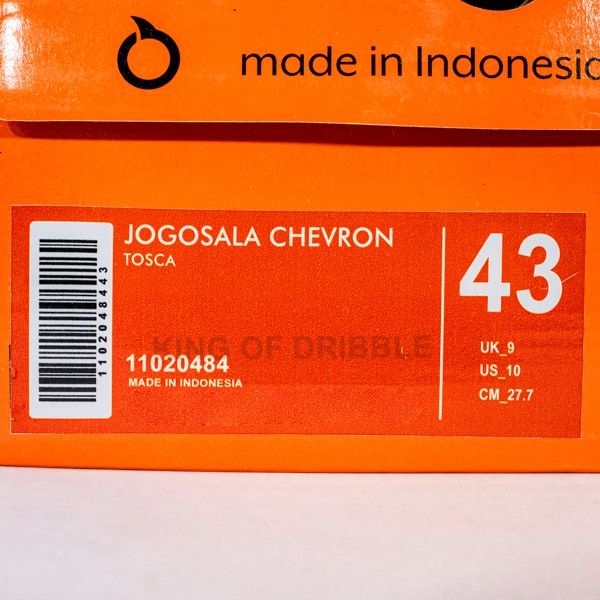 made in Indonesia
JOGOSALA CHEVRON
TOSCA
43
1102048443
KING OF DRIBBLE
11020484
MADE IN INDONESIA
UK_9
US_10
CM_27.7